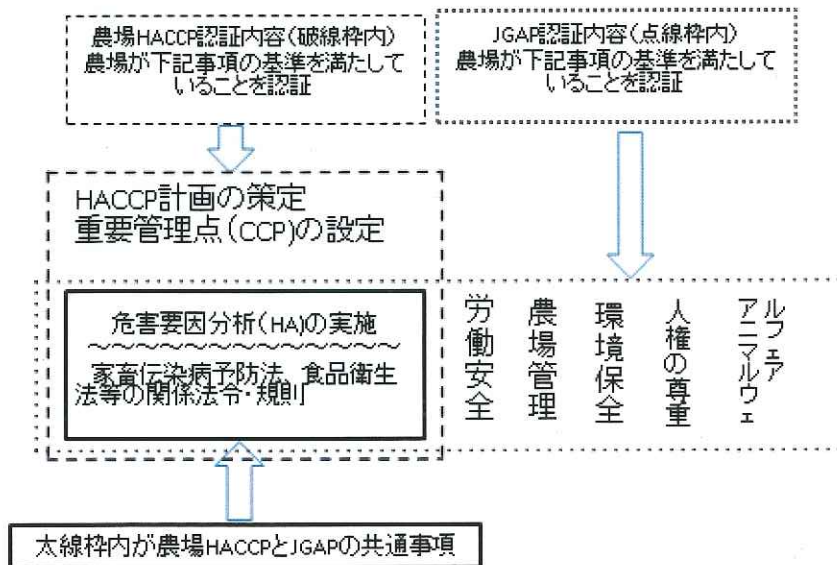 農場HACCP認証内容(破線枠内)
農場が下記事項の基準を満たして
いることを認証
JGAP認証内容(点線枠内)
農場が下記事項の基準を満たして
いることを認証
HACCP計画の策定
重要管理点(CCP)の設定
危害要因分析(HA)の実施
~~~~~~~~~~~~~~
家畜伝染病予防法、食品衛生
法等の関係法令・規則
労働安全
農場管理
環境保全
人権の尊重
アニマルウェ
ルフェア
太線枠内が農場HACCPとJGAPの共通事項